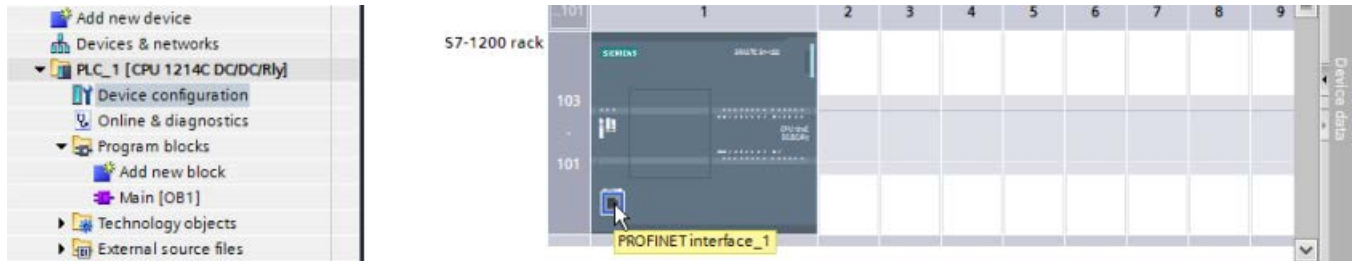 Add new device
Devices & networks
PLC_1 [CPU 1214C DC/DC/Rly]
Device configuration
Online & diagnostics
Program blocks
Add new block
Main [OB1]
Technology objects
External source files
...101 1 2 3 4 5 6 7 8 9
S7-1200 rack
SIEMENS
103
-
101
PROFINET interface_1
Device data